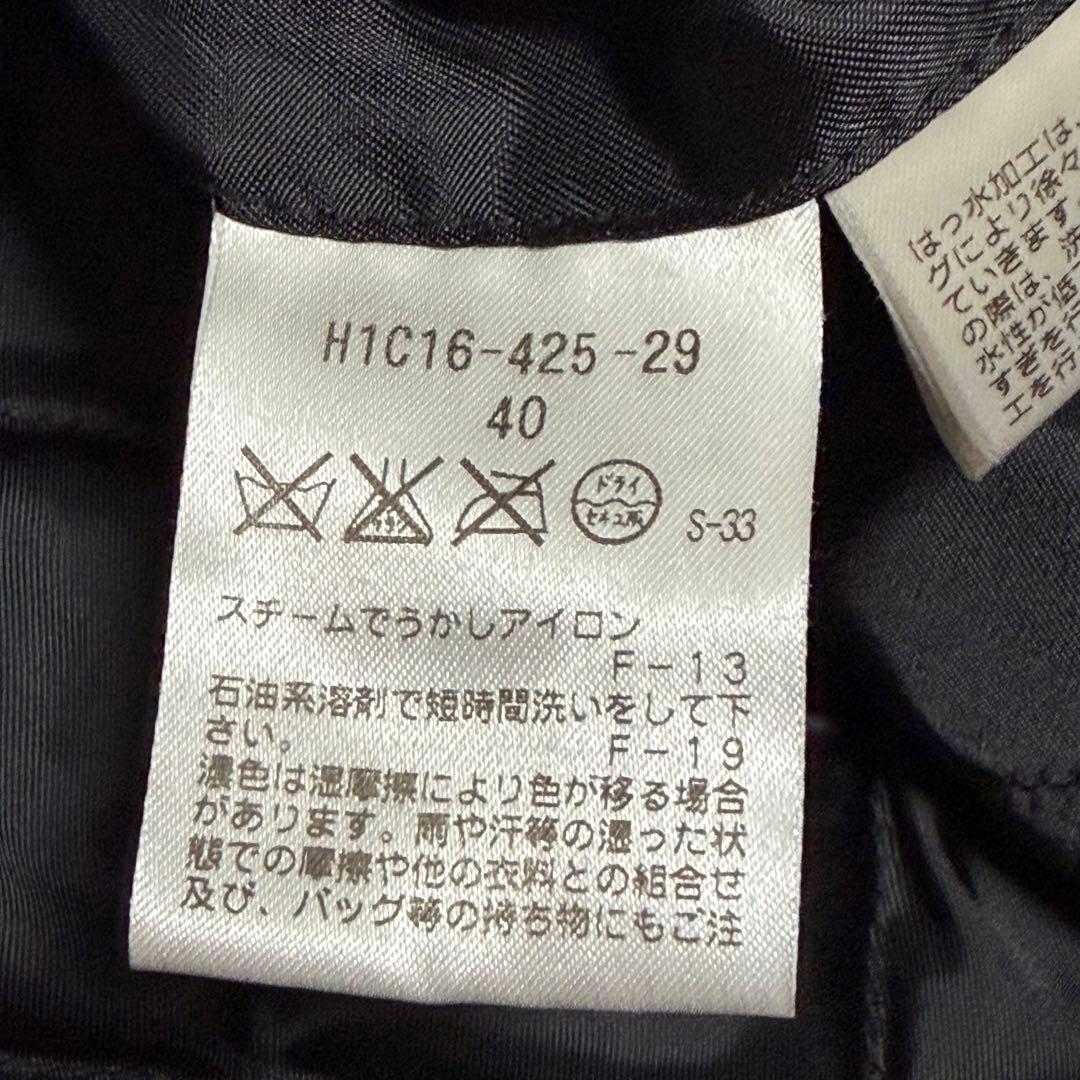 H1C16-425-29
40
ドライ
セキユ系
S-33
スチームでうかしアイロン
F-13
石油系溶剤で短時間洗いをして下
さい。 F-19
濃色は湿摩擦により色が移る場合
があります。雨や汗等の湿った状
態での摩擦や他の衣料との組合せ
及び、バッグ等の持ち物にもご注
はっ水加工は、
グにより徐々
ていきます
の際は、洗
水性が低
すきを行
工